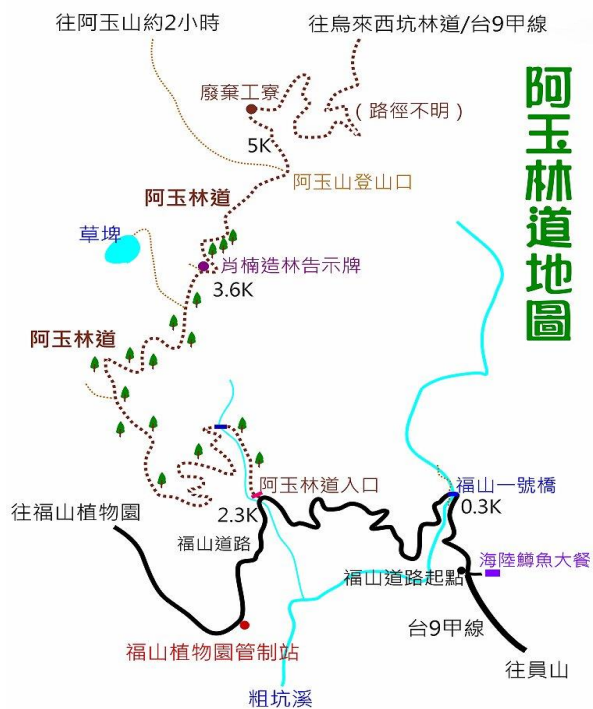 往阿玉山約2小時
往烏來西坑林道/台9甲線
阿玉林道地圖
廢棄工寮
(路徑不明)
5K
阿玉山登山口
阿玉林道
草埤
肖楠造林告示牌
3.6K
阿玉林道
阿玉林道入口
福山一號橋
2.3K
0.3K
往福山植物園
福山道路
海陸鱒魚大餐
福山道路起點
台9甲線
福山植物園管制站
往員山
粗坑溪